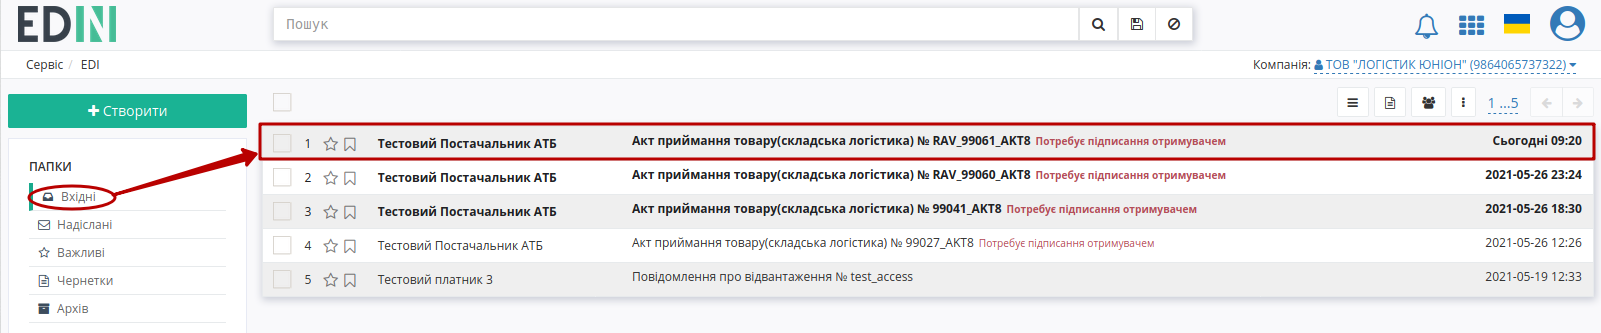 EDIN
Пошук
Сервіс / EDI
Компанія: ТОВ "ЛОГІСТИК ЮНІОН" (9864065737322)
+ Створити
1 ...5
ПАПКИ
Вхідні
Надіслані
Важливі
Чернетки
Архів
1 Тестовий Постачальник АТБ Акт приймання товару(складська логістика) № RAV_99061_АКТ8 Потребує підписання отримувачем Сьогодні 09:20
2 Тестовий Постачальник АТБ Акт приймання товару(складська логістика) № RAV_99060_АКТ8 Потребує підписання отримувачем 2021-05-26 23:24
3 Тестовий Постачальник АТБ Акт приймання товару(складська логістика) № 99041_АКТ8 Потребує підписання отримувачем 2021-05-26 18:30
4 Тестовий Постачальник АТБ Акт приймання товару(складська логістика) № 99027_АКТ8 Потребує підписання отримувачем 2021-05-26 12:26
5 Тестовий платник 3 Повідомлення про відвантаження № test_access 2021-05-19 12:33